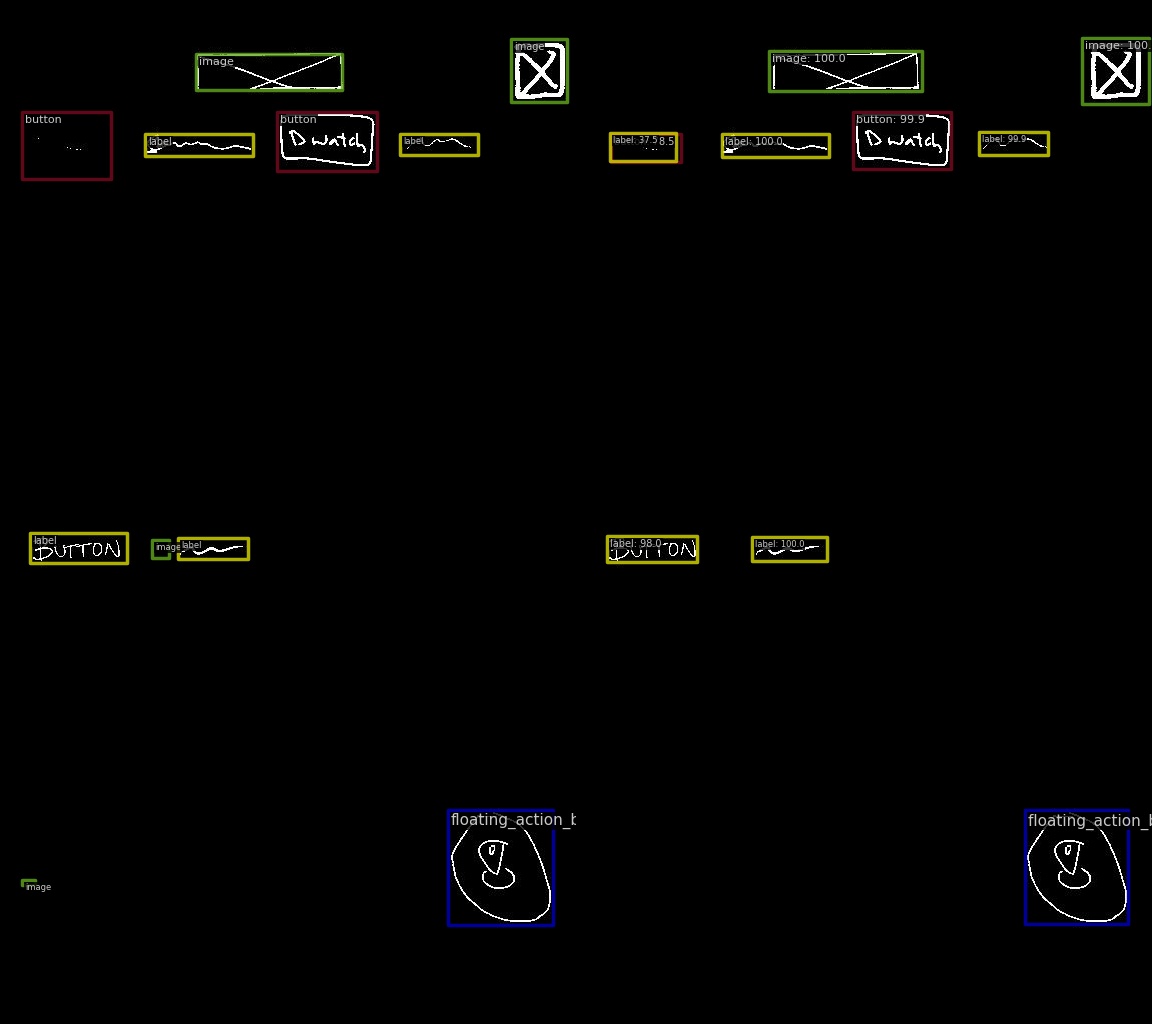 image image image: 100.0 image: 100.
button label button label label: 37.5 8.5 label: 100.0 button: 99.9 label: 99.9
D watch D watch
label image label label: 98.0 label: 100.0
BUTTON BUTTON
floating_action_b floating_action_b
image